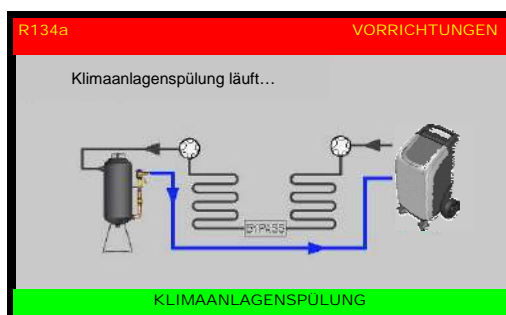 R134a VORRICHTUNGEN
Klimaanlagenspülung läuft...
BYPASS
KLIMAANLAGENSPÜLUNG